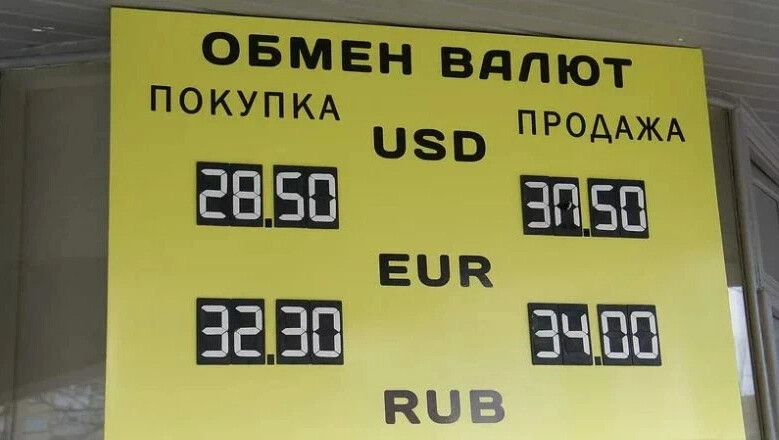 ОБМЕН ВАЛЮТ
ПОКУПКА ПРОДАЖА
USD
28.50 30.50
EUR
32.30 34.00
RUB